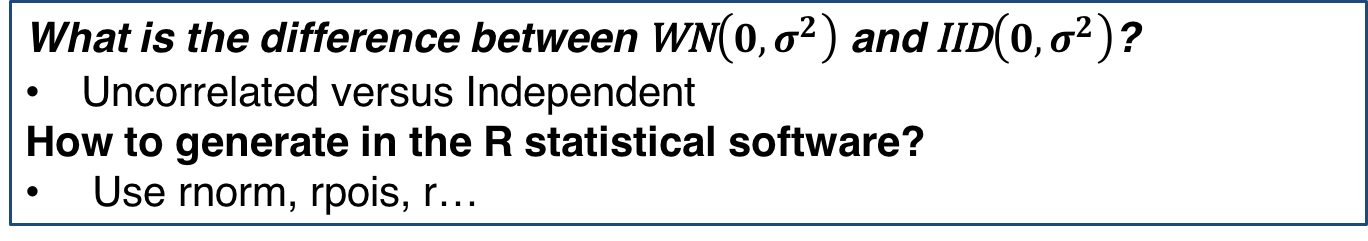 What is the difference between WN(0, σ²) and IID(0, σ²)?
• Uncorrelated versus Independent
How to generate in the R statistical software?
• Use rnorm, rpois, r…